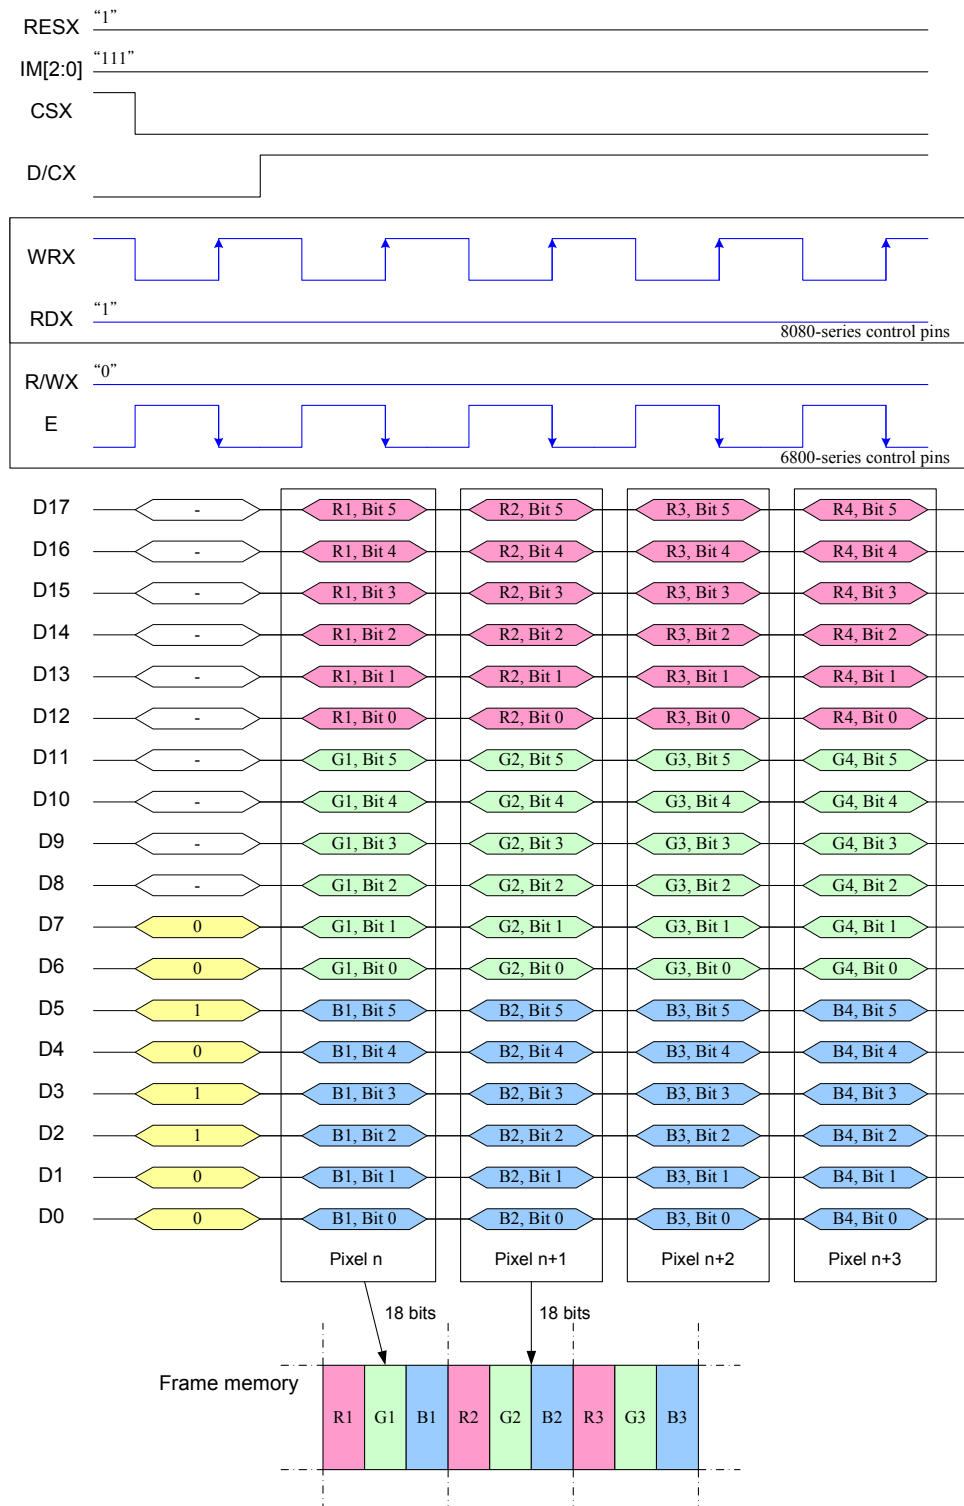 RESX “1”
IM[2:0] “111”
CSX
D/CX
WRX
RDX “1”
8080-series control pins
R/WX “0”
E
6800-series control pins
D17 - R1, Bit 5 R2, Bit 5 R3, Bit 5 R4, Bit 5
D16 - R1, Bit 4 R2, Bit 4 R3, Bit 4 R4, Bit 4
D15 - R1, Bit 3 R2, Bit 3 R3, Bit 3 R4, Bit 3
D14 - R1, Bit 2 R2, Bit 2 R3, Bit 2 R4, Bit 2
D13 - R1, Bit 1 R2, Bit 1 R3, Bit 1 R4, Bit 1
D12 - R1, Bit 0 R2, Bit 0 R3, Bit 0 R4, Bit 0
D11 - G1, Bit 5 G2, Bit 5 G3, Bit 5 G4, Bit 5
D10 - G1, Bit 4 G2, Bit 4 G3, Bit 4 G4, Bit 4
D9 - G1, Bit 3 G2, Bit 3 G3, Bit 3 G4, Bit 3
D8 - G1, Bit 2 G2, Bit 2 G3, Bit 2 G4, Bit 2
D7 0 G1, Bit 1 G2, Bit 1 G3, Bit 1 G4, Bit 1
D6 0 G1, Bit 0 G2, Bit 0 G3, Bit 0 G4, Bit 0
D5 1 B1, Bit 5 B2, Bit 5 B3, Bit 5 B4, Bit 5
D4 0 B1, Bit 4 B2, Bit 4 B3, Bit 4 B4, Bit 4
D3 1 B1, Bit 3 B2, Bit 3 B3, Bit 3 B4, Bit 3
D2 1 B1, Bit 2 B2, Bit 2 B3, Bit 2 B4, Bit 2
D1 0 B1, Bit 1 B2, Bit 1 B3, Bit 1 B4, Bit 1
D0 0 B1, Bit 0 B2, Bit 0 B3, Bit 0 B4, Bit 0
Pixel n Pixel n+1 Pixel n+2 Pixel n+3
18 bits 18 bits
Frame memory
R1 G1 B1 R2 G2 B2 R3 G3 B3